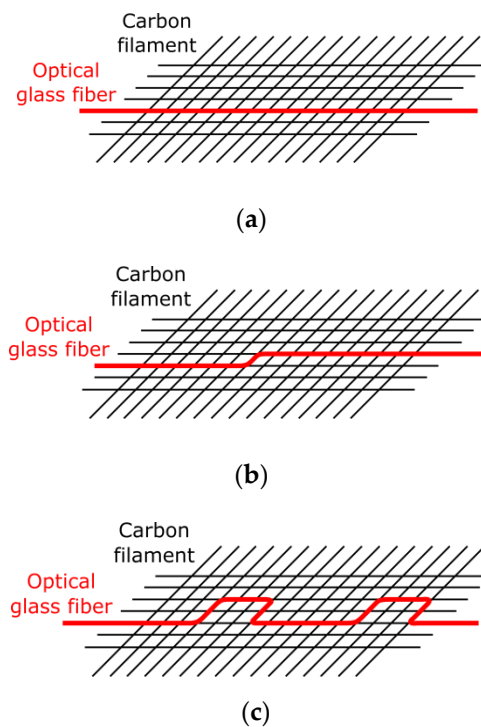 Carbon
filament
Optical
glass fiber
(a)
Carbon
filament
Optical
glass fiber
(b)
Carbon
filament
Optical
glass fiber
(c)